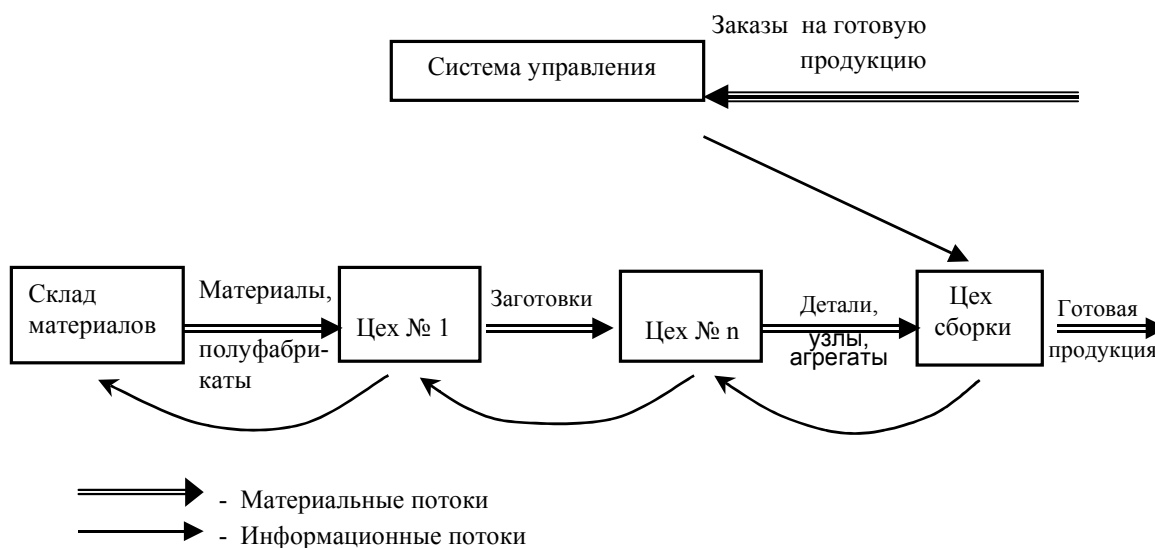 Заказы на готовую
продукцию
Система управления
Склад
материалов
Материалы,
полуфабри-
каты
Цех № 1
Заготовки
Цех № n
Детали,
узлы,
агрегаты
Цех
сборки
Готовая
продукция
- Материальные потоки
- Информационные потоки